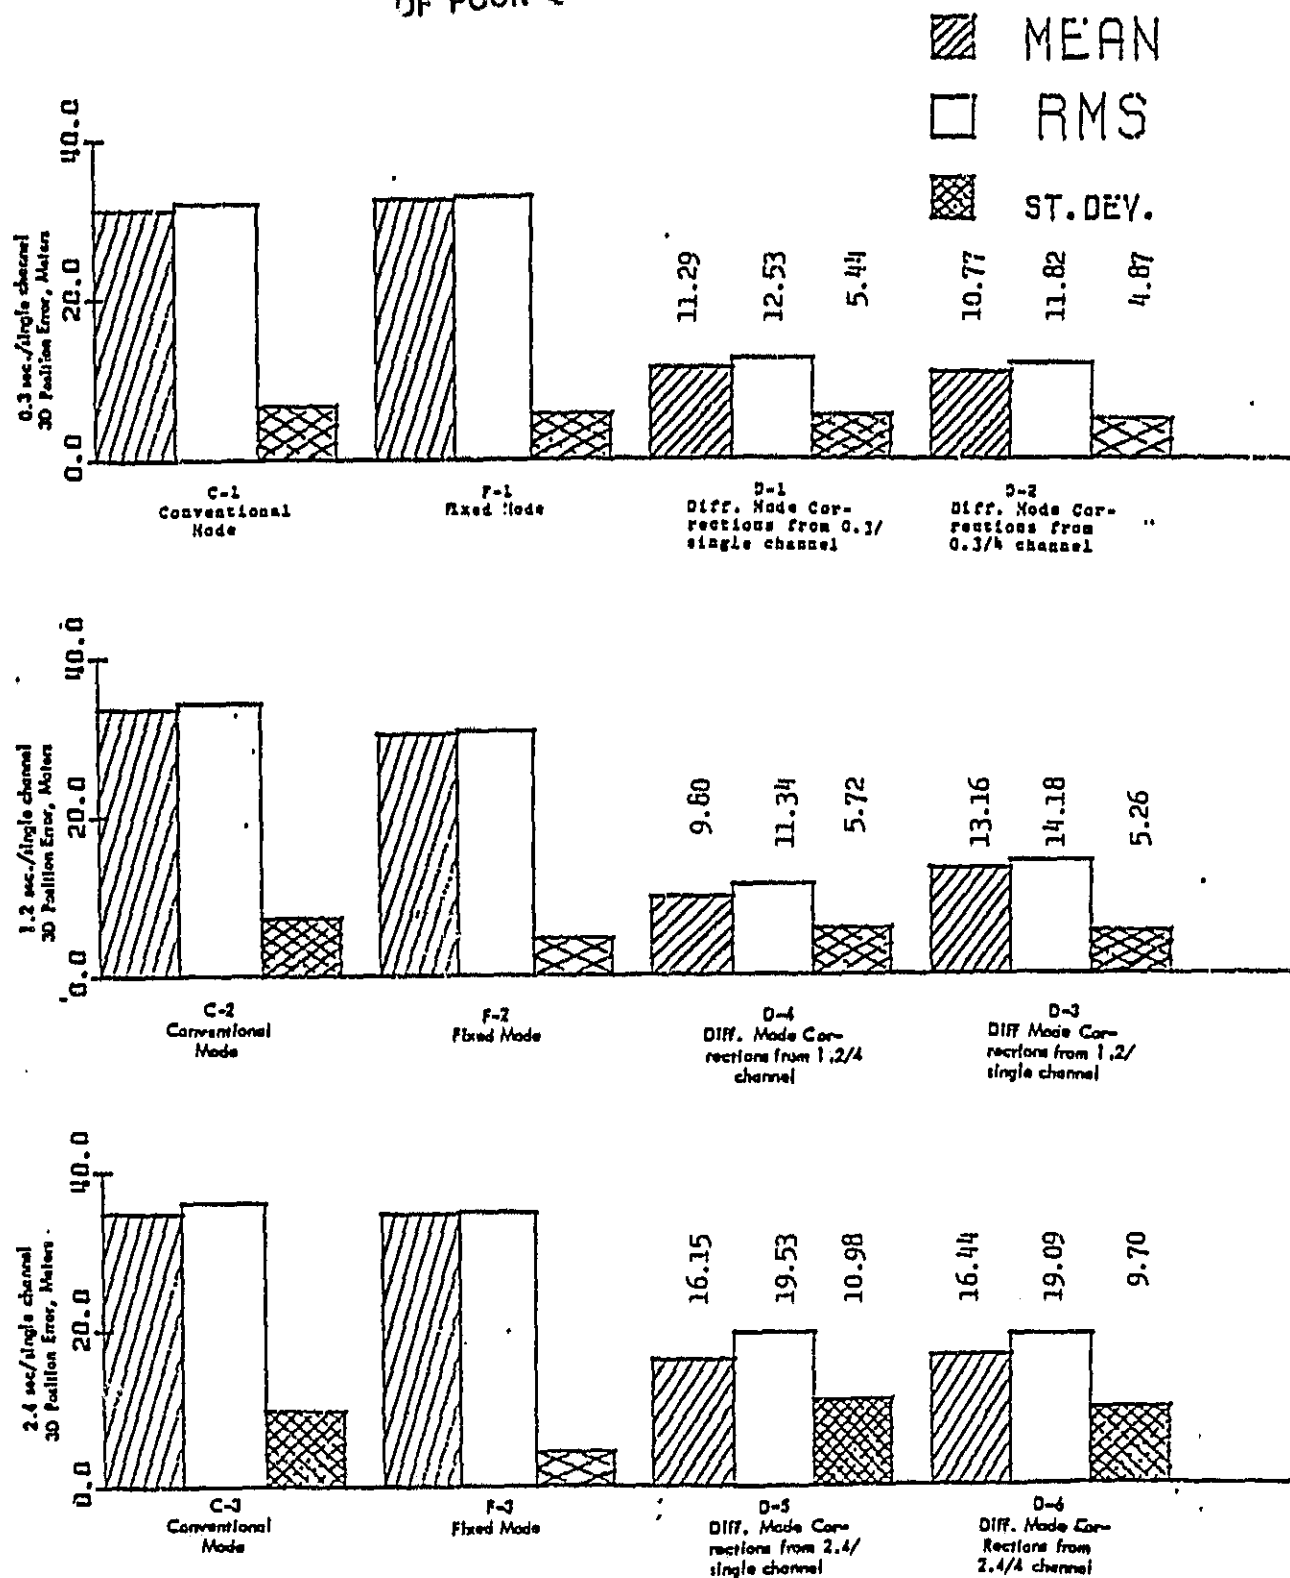 OF POOR
MEAN
RMS
ST.DEV.
0.3 sec./single channel
3D Position Error, Meters
40.0
20.0
0.0
11.29
12.53
5.44
10.77
11.82
4.87
C-1
Conventional
Mode
F-1
Fixed Mode
D-1
Diff. Mode Cor-
rections from 0.3/
single channel
D-2
Diff. Mode Cor-
rections from
0.3/4 channel
1.2 sec./single channel
3D Position Error, Meters
40.0
20.0
0.0
9.80
11.34
5.72
13.16
14.18
5.26
C-2
Conventional
Mode
F-2
Fixed Mode
D-4
Diff. Mode Cor-
rections from 1.2/4
channel
D-3
Diff Mode Cor-
rections from 1.2/
single channel
2.4 sec/single channel
3D Position Error, Meters
40.0
20.0
0.0
16.15
19.53
10.98
16.44
19.09
9.70
C-3
Conventional
Mode
F-3
Fixed Mode
D-5
Diff. Mode Cor-
rections from 2.4/
single channel
D-6
Diff. Mode Cor-
Rections from
2.4/4 channel